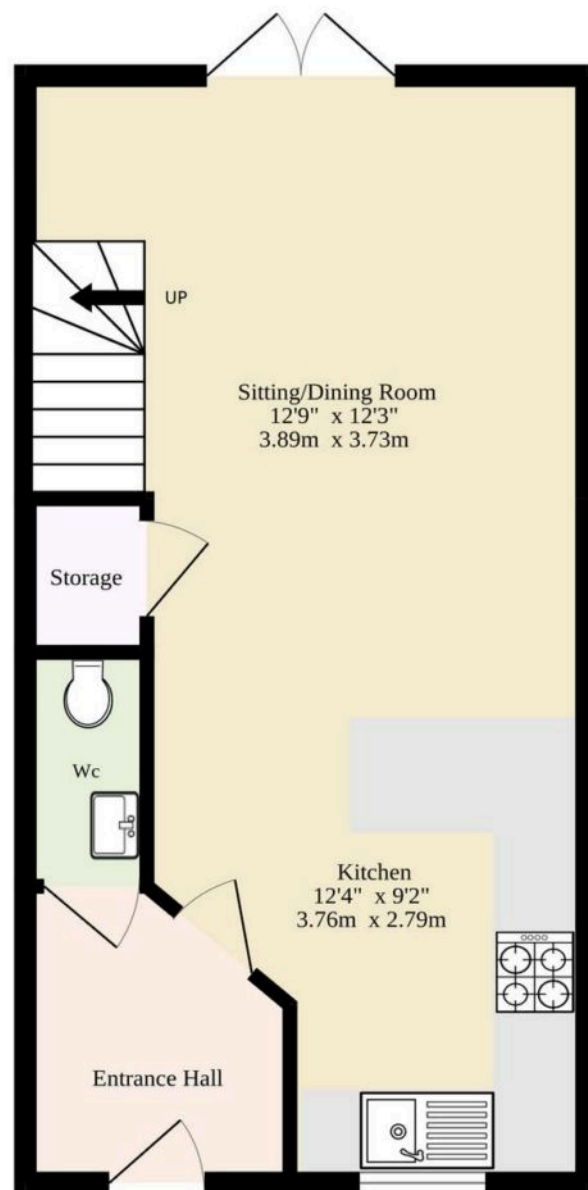 UP
Sitting/Dining Room
12'9" x 12'3"
3.89m x 3.73m
Storage
Wc
Kitchen
12'4" x 9'2"
3.76m x 2.79m
Entrance Hall